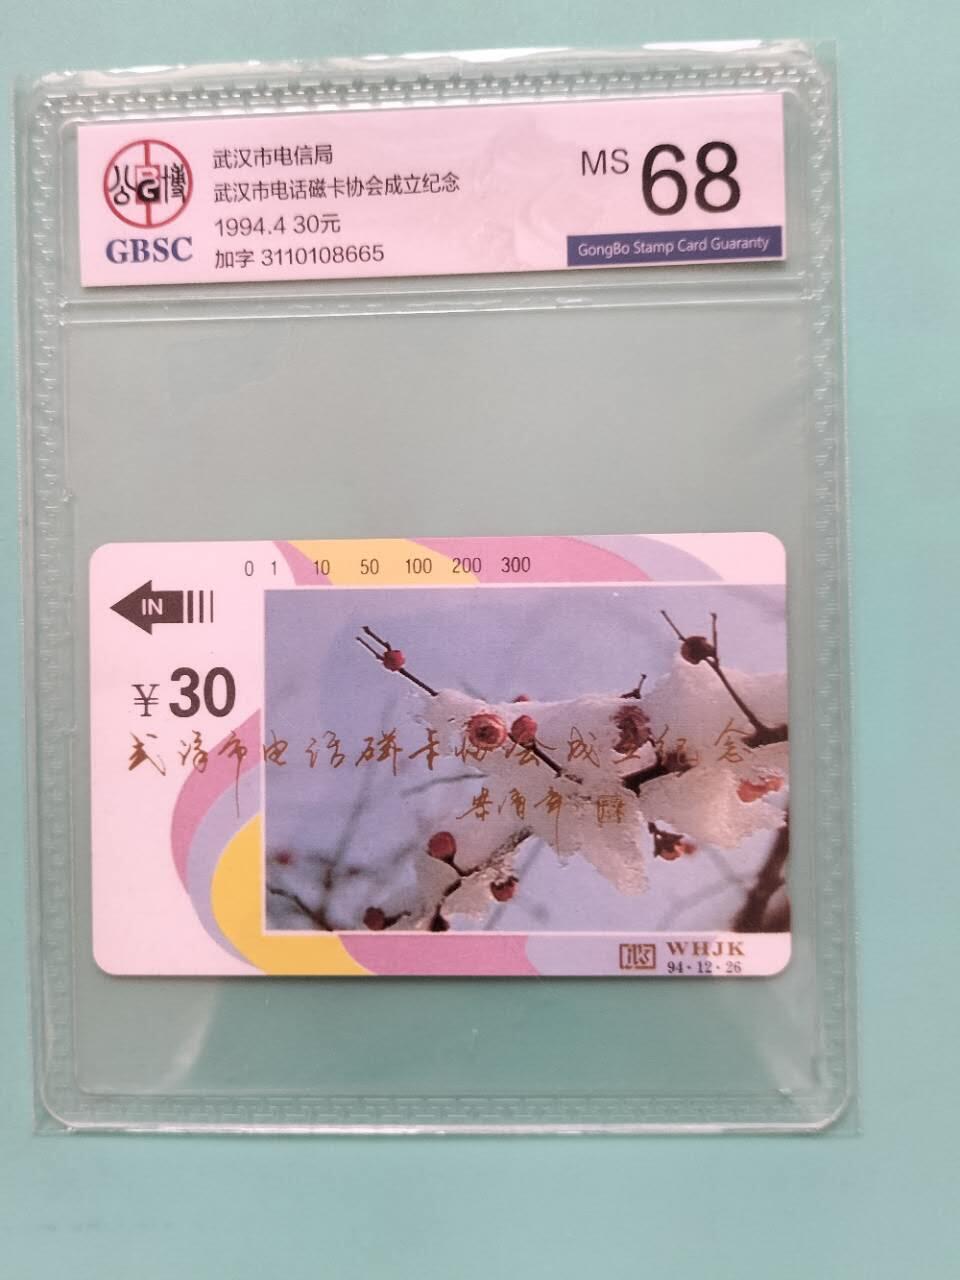 公博
BG
GBSC
武汉市电信局
武汉市电话磁卡协会成立纪念
1994.4 30元
加字 3110108665
MS 68
GongBo Stamp Card Guaranty
0 1 10 50 100 200 300
IN
¥30
武汉市电话磁卡协会成立纪念
WHJK
94·12·26